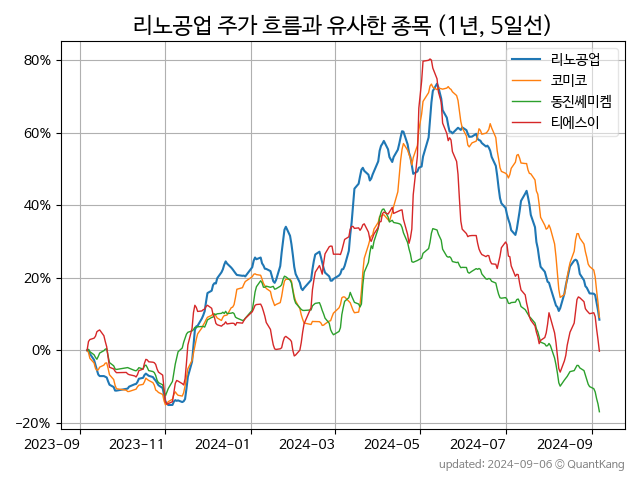 리노공업 주가 흐름과 유사한 종목 (1년, 5일선)
리노공업
코미코
동진쎄미켐
티에스이
80%
60%
40%
20%
0%
−20%
2023-09
2023-11
2024-01
2024-03
2024-05
2024-07
2024-09
updated: 2024-09-06 © QuantKang